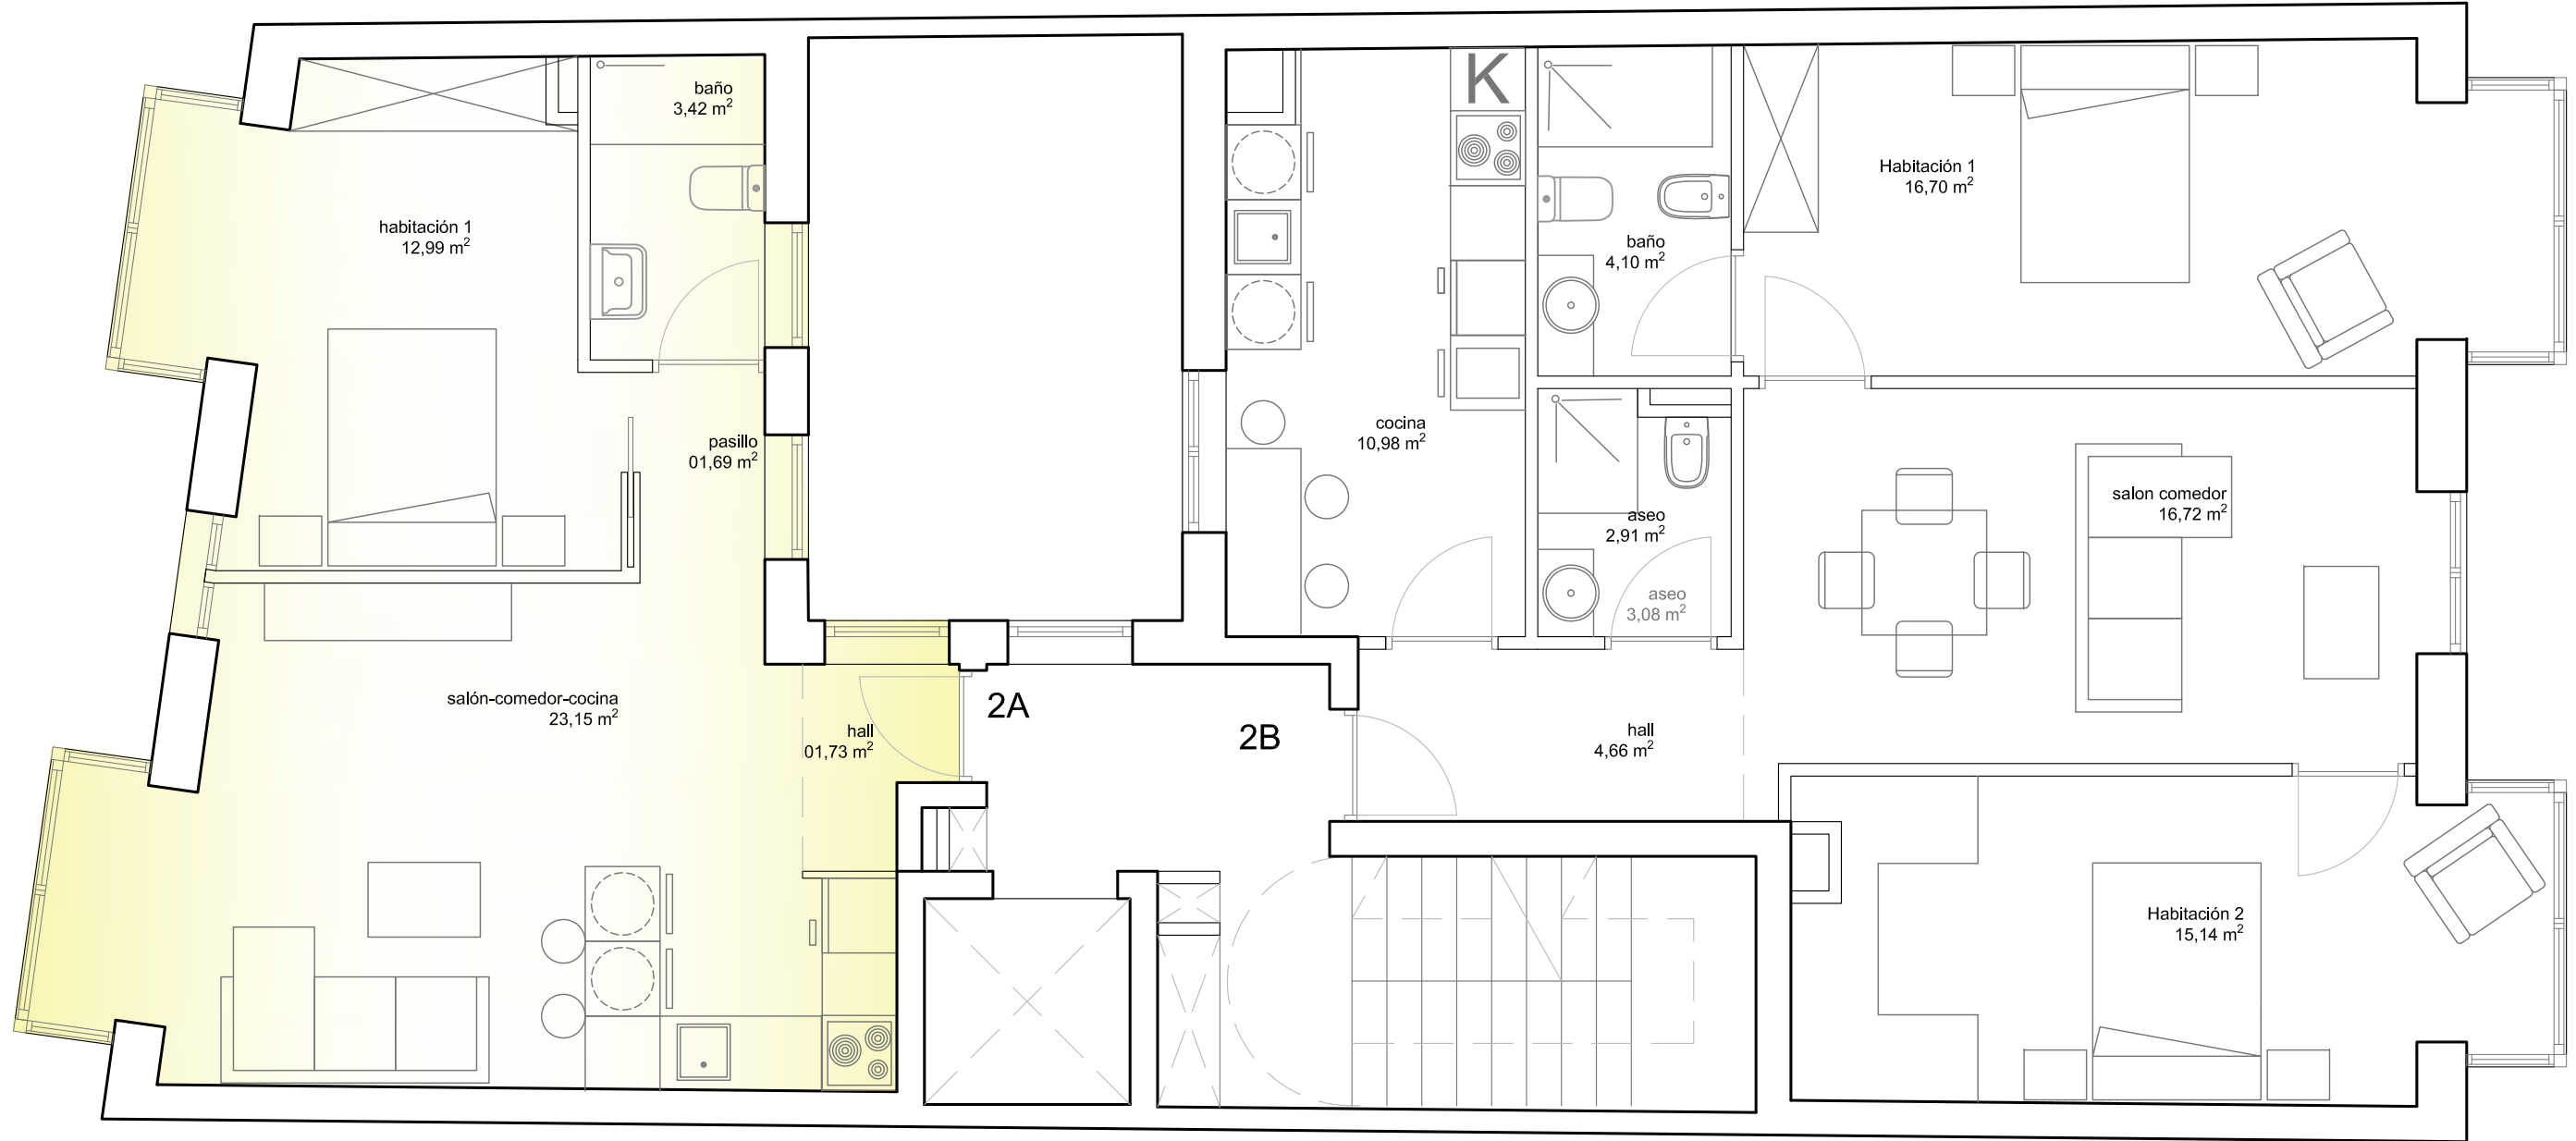 baño
3,42 m²
habitación 1
12,99 m²
pasillo
01,69 m²
salón-comedor-cocina
23,15 m²
hall
01,73 m²
2A
2B
K
cocina
10,98 m²
baño
4,10 m²
aseo
2,91 m²
aseo
3,08 m²
hall
4,66 m²
Habitación 1
16,70 m²
salon comedor
16,72 m²
Habitación 2
15,14 m²